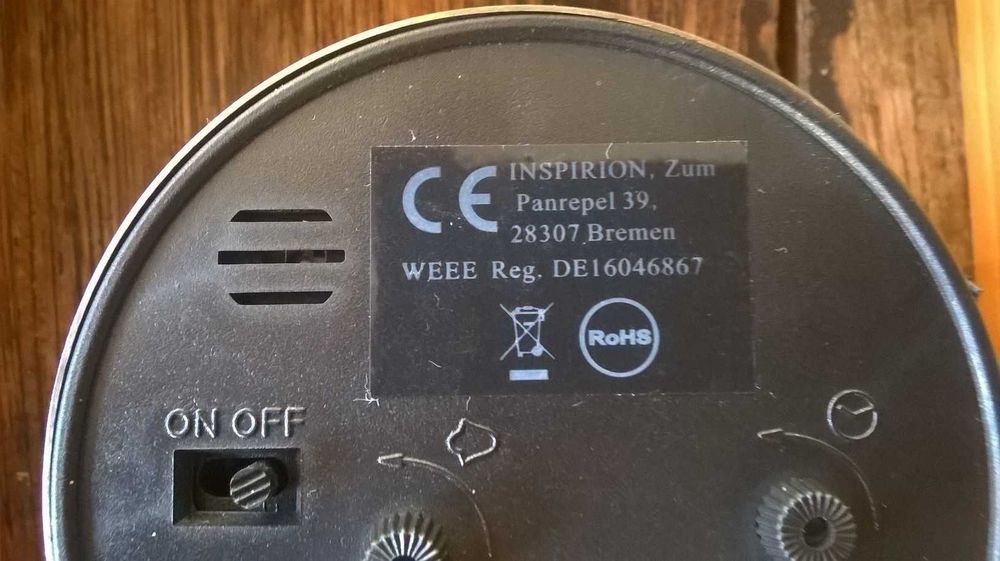 CE INSPIRION, Zum
Panrepel 39,
28307 Bremen
WEEE Reg. DE16046867
RoHS
ON OFF